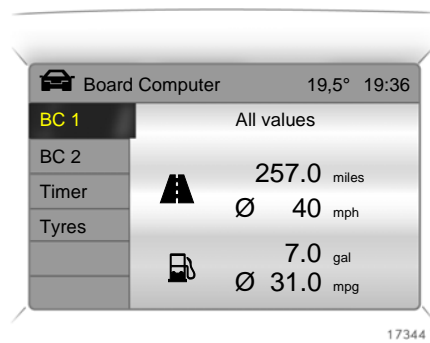 Board Computer 19,5° 19:36
BC 1
All values
BC 2
Timer
Tyres
257.0 miles
Ø 40 mph
7.0 gal
Ø 31.0 mpg
17344